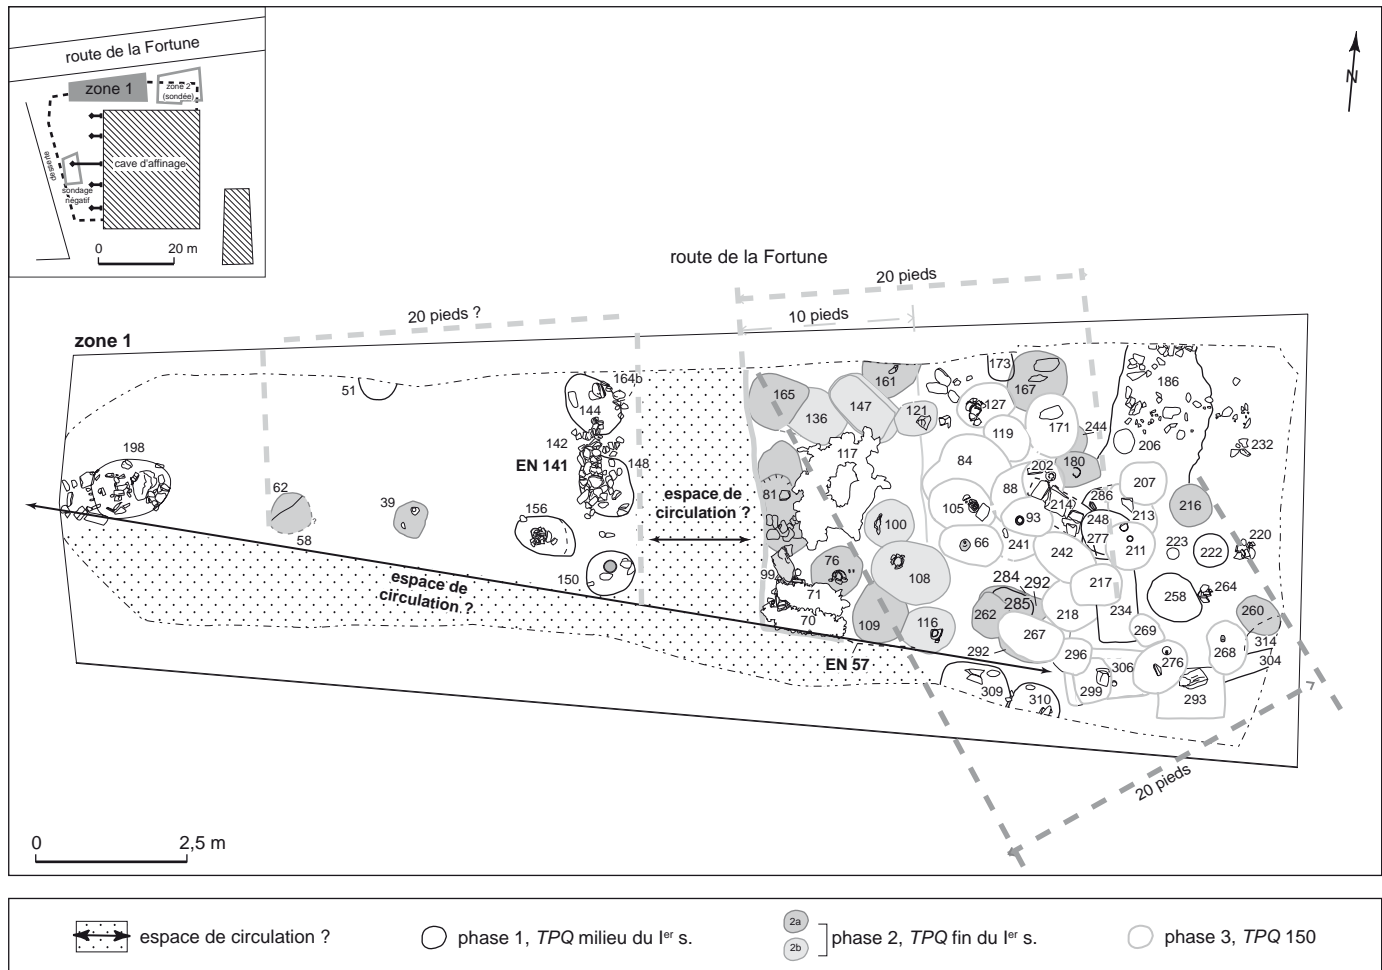 route de la Fortune
zone 1
zone 2
(sondée)
desserte
cave d'affinage
sondage
négatif
0 20 m
N
route de la Fortune
20 pieds
20 pieds ?
10 pieds
zone 1
51
164b
144
142
EN 141
148
198
62
58
39
156
150
espace de
circulation ?
espace de
circulation ?
165
136
147
161
121
173
167
127
119
171
244
186
206
232
117
84
202
180
207
81
88
214
286
213
216
105
93
248
100
66
241
277
211
223
222
220
242
99
76
108
217
258
264
71
284
292
285
262
218
234
260
70
109
116
267
269
314
292
296
268
304
EN 57
276
306
309
310
299
293
20 pieds
0 2,5 m
espace de circulation ?
phase 1, TPQ milieu du Ier s.
2a
2b
phase 2, TPQ fin du Ier s.
phase 3, TPQ 150